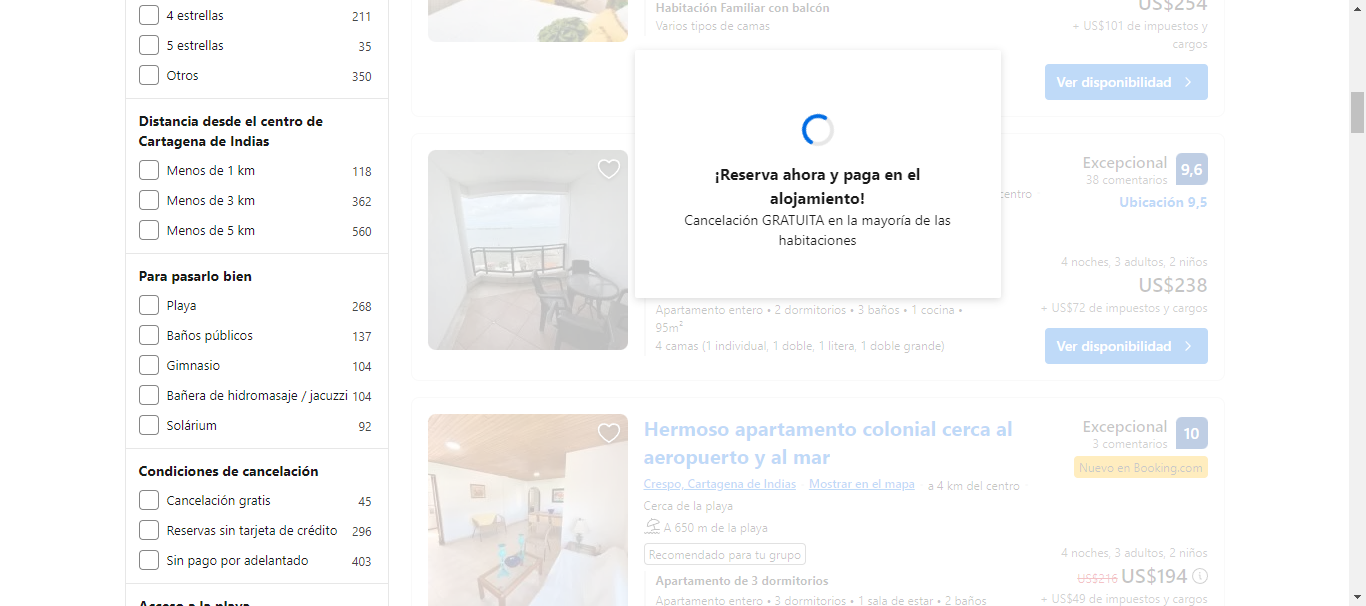 4 estrellas 211
5 estrellas 35
Otros 350
Distancia desde el centro de
Cartagena de Indias
Menos de 1 km 118
Menos de 3 km 362
Menos de 5 km 560
Para pasarlo bien
Playa 268
Baños públicos 137
Gimnasio 104
Bañera de hidromasaje / jacuzzi 104
Solárium 92
Condiciones de cancelación
Cancelación gratis 45
Reservas sin tarjeta de crédito 296
Sin pago por adelantado 403
Acceso a la playa
Habitación Familiar con balcón
Varios tipos de camas
US$254
+ US$101 de impuestos y
cargos
Ver disponibilidad
¡Reserva ahora y paga en el
alojamiento!
Cancelación GRATUITA en la mayoría de las
habitaciones
centro
Excepcional 9,6
38 comentarios
Ubicación 9,5
4 noches, 3 adultos, 2 niños
US$238
+ US$72 de impuestos y cargos
Apartamento entero • 2 dormitorios • 3 baños • 1 cocina •
95m²
4 camas (1 individual, 1 doble, 1 litera, 1 doble grande)
Ver disponibilidad
Hermoso apartamento colonial cerca al
aeropuerto y al mar
Crespo, Cartagena de Indias Mostrar en el mapa a 4 km del centro
Cerca de la playa
A 650 m de la playa
Recomendado para tu grupo
Apartamento de 3 dormitorios
Apartamento entero • 3 dormitorios • 1 sala de estar • 2 baños
Excepcional 10
3 comentarios
Nuevo en Booking.com
4 noches, 3 adultos, 2 niños
US$216 US$194
+ US$49 de impuestos y cargos